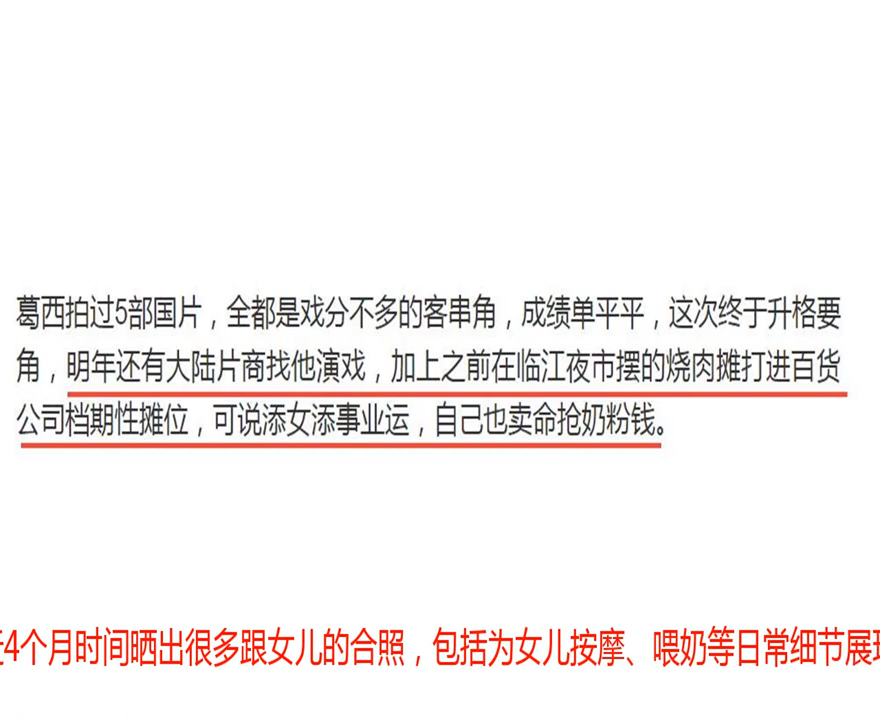 葛西拍过5部国片，全都是戏分不多的客串角，成绩单平平，这次终于升格要
角，明年还有大陆片商找他演戏，加上之前在临江夜市摆的烧肉摊打进百货
公司档期性摊位，可说添女添事业运，自己也卖命抢奶粉钱。
4个月时间晒出很多跟女儿的合照，包括为女儿按摩、喂奶等日常细节展